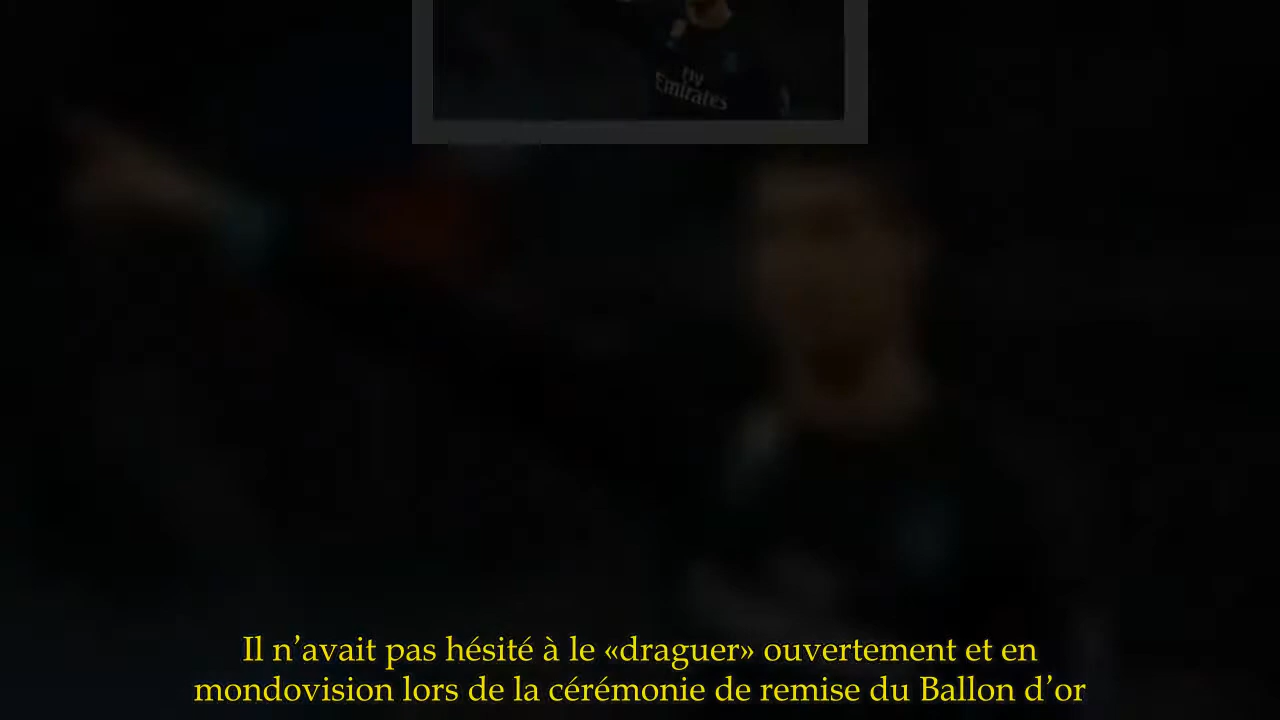 Fly
Emirates
Il n’avait pas hésité à le «draguer» ouvertement et en
mondovision lors de la cérémonie de remise du Ballon d’or